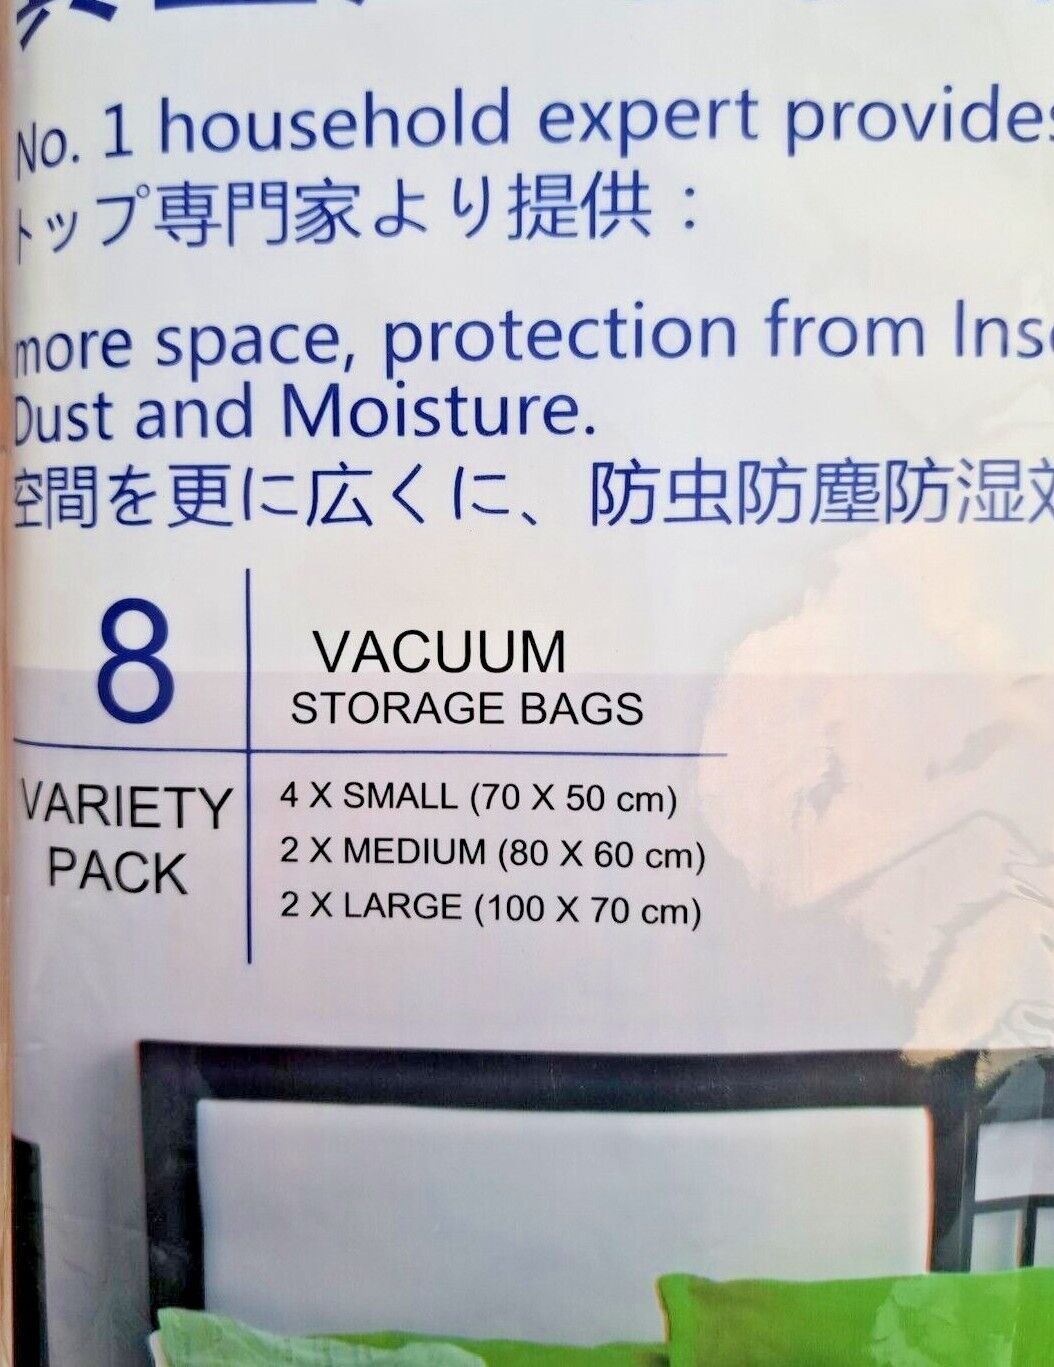 No. 1 household expert provides
トップ専門家より提供：
more space, protection from
Dust and Moisture.
空間を更に広くに、防虫防塵防湿
8
VACUUM
STORAGE BAGS
VARIETY
PACK
4 X SMALL (70 X 50 cm)
2 X MEDIUM (80 X 60 cm)
2 X LARGE (100 X 70 cm)